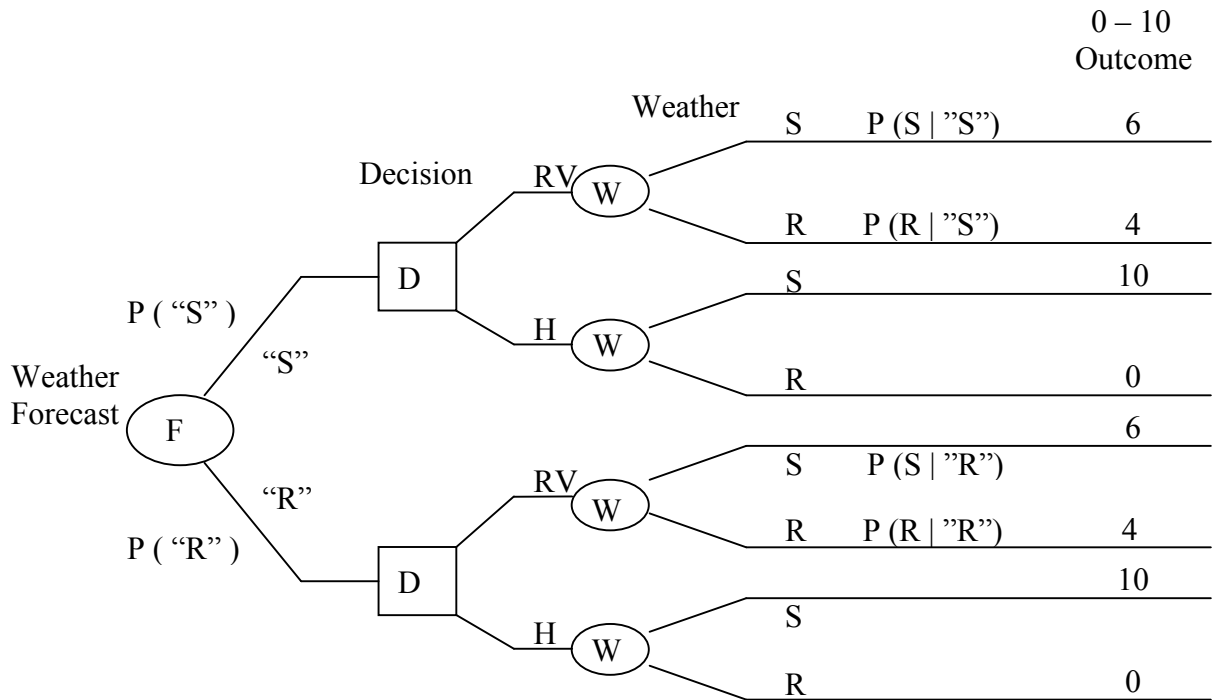 0 – 10
Outcome
Weather
S P (S | ”S”) 6
Decision
RV W
R P (R | ”S”) 4
D
S 10
P ( “S” )
H W
“S”
Weather
Forecast
R 0
F
6
“R”
RV
S P (S | ”R”)
W
P ( “R” )
R P (R | ”R”) 4
D
10
S
H W
R 0